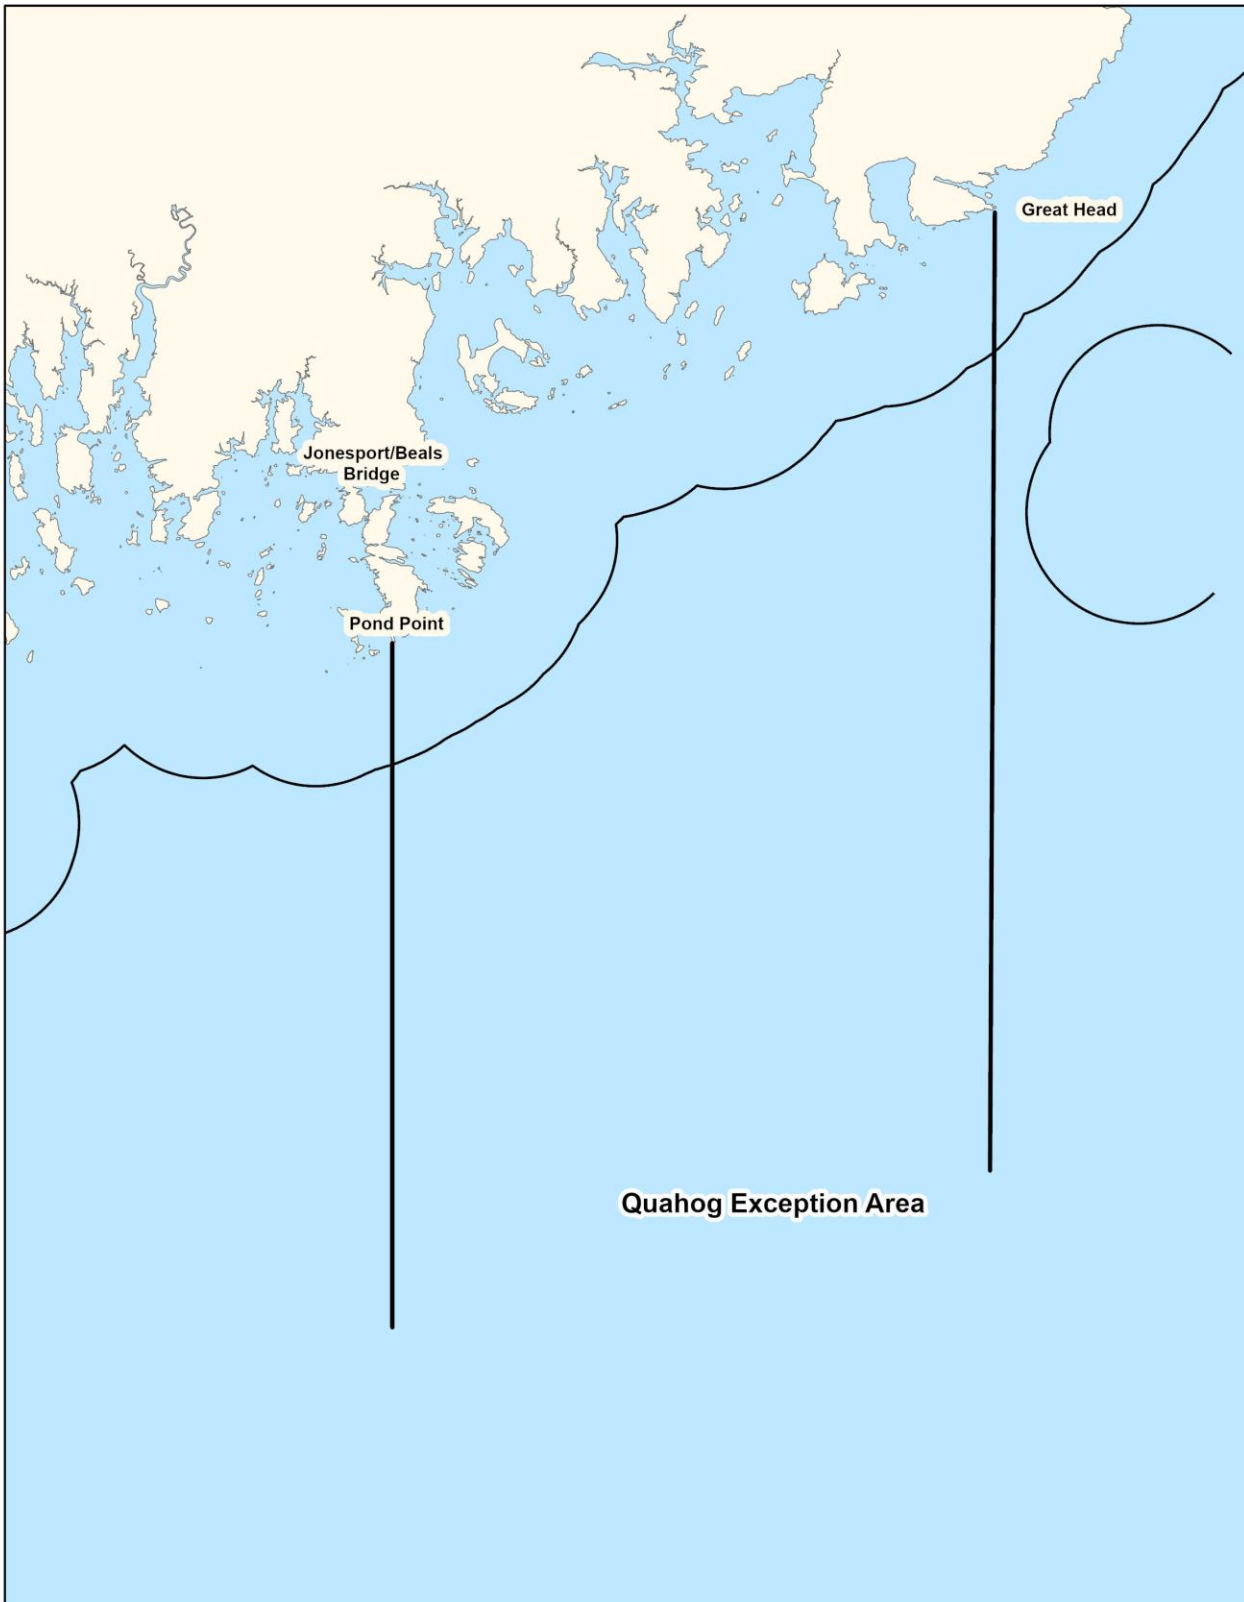 Great Head
Jonesport/Beals
Bridge
Pond Point
Quahog Exception Area